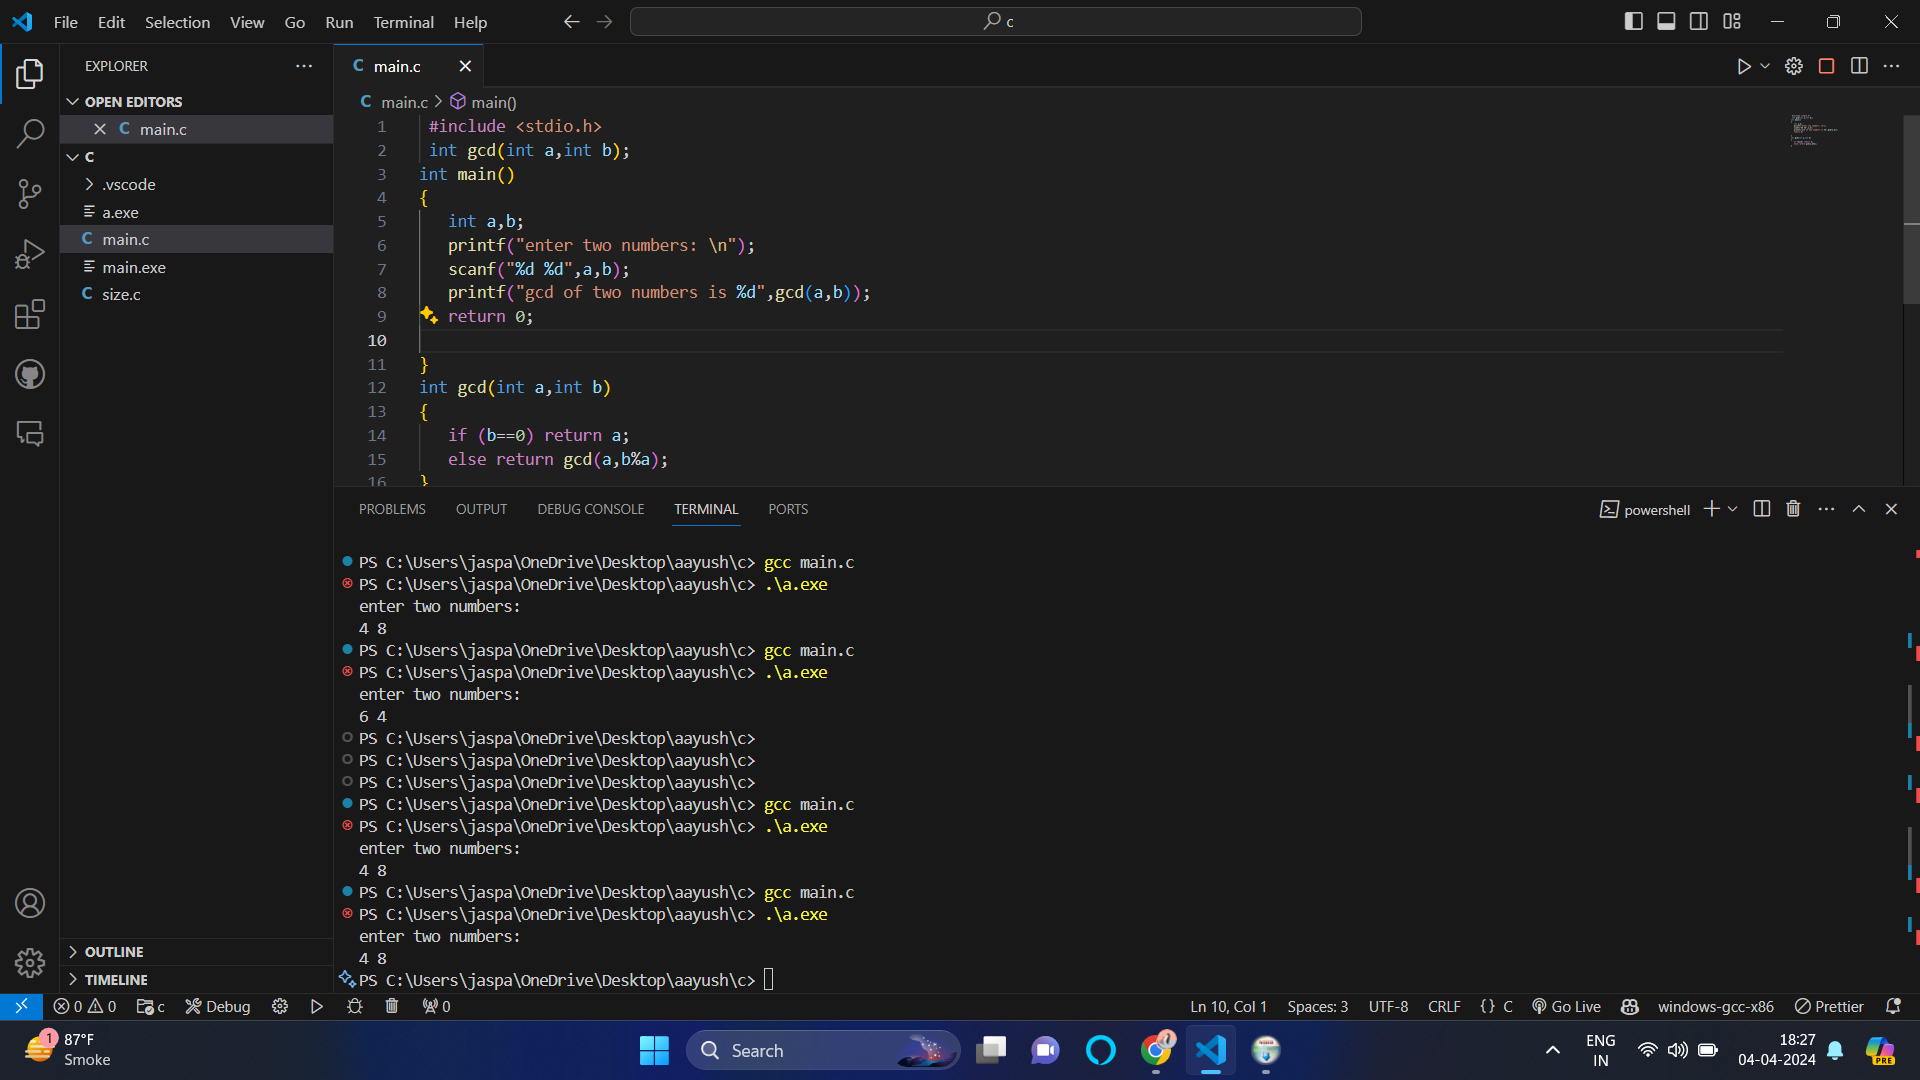 File Edit Selection View Go Run Terminal Help
c
EXPLORER
OPEN EDITORS
main.c
C
.vscode
a.exe
main.c
main.exe
size.c
OUTLINE
TIMELINE
main.c
main.c > main()
1 #include <stdio.h>
2 int gcd(int a,int b);
3 int main()
4 {
5 int a,b;
6 printf("enter two numbers: \n");
7 scanf("%d %d",a,b);
8 printf("gcd of two numbers is %d",gcd(a,b));
9 return 0;
10
11 }
12 int gcd(int a,int b)
13 {
14 if (b==0) return a;
15 else return gcd(a,b%a);
16 }
PROBLEMS OUTPUT DEBUG CONSOLE TERMINAL PORTS
powershell
PS C:\Users\jaspa\OneDrive\Desktop\aayush\c> gcc main.c
PS C:\Users\jaspa\OneDrive\Desktop\aayush\c> .\a.exe
enter two numbers:
4 8
PS C:\Users\jaspa\OneDrive\Desktop\aayush\c> gcc main.c
PS C:\Users\jaspa\OneDrive\Desktop\aayush\c> .\a.exe
enter two numbers:
6 4
PS C:\Users\jaspa\OneDrive\Desktop\aayush\c>
PS C:\Users\jaspa\OneDrive\Desktop\aayush\c>
PS C:\Users\jaspa\OneDrive\Desktop\aayush\c>
PS C:\Users\jaspa\OneDrive\Desktop\aayush\c> gcc main.c
PS C:\Users\jaspa\OneDrive\Desktop\aayush\c> .\a.exe
enter two numbers:
4 8
PS C:\Users\jaspa\OneDrive\Desktop\aayush\c> gcc main.c
PS C:\Users\jaspa\OneDrive\Desktop\aayush\c> .\a.exe
enter two numbers:
4 8
PS C:\Users\jaspa\OneDrive\Desktop\aayush\c>
0 0 c Debug 0 Ln 10, Col 1 Spaces: 3 UTF-8 CRLF {} C Go Live windows-gcc-x86 Prettier
1
87°F
Smoke
Search
ENG
IN
18:27
04-04-2024
PRE